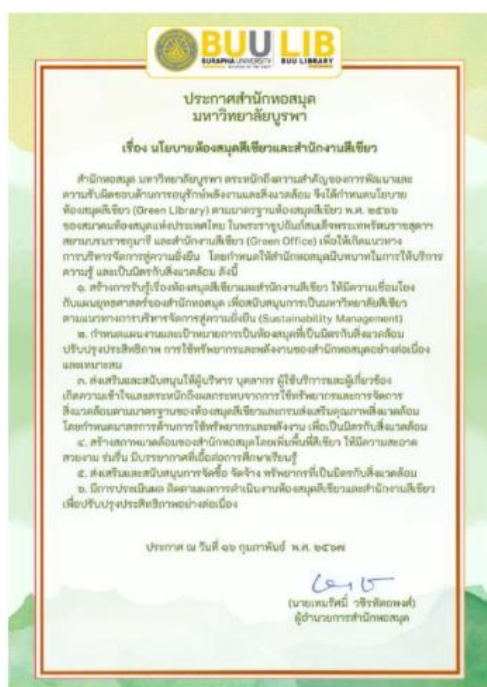 BUU LIB
BURAPHA UNIVERSITY BUU LIBRARY
ประกาศสำนักหอสมุด
มหาวิทยาลัยบูรพา
เรื่อง นโยบายห้องสมุดสีเขียวและสำนักงานสีเขียว
สำนักหอสมุด มหาวิทยาลัยบูรพา ตระหนักถึงความสำคัญของการพัฒนาและ
ความรับผิดชอบด้านการอนุรักษ์พลังงานและสิ่งแวดล้อม จึงได้กำหนดนโยบาย
ห้องสมุดสีเขียว (Green Library) ตามมาตรฐานห้องสมุดสีเขียว พ.ศ. ๒๕๖๖
ของสมาคมห้องสมุดแห่งประเทศไทย ในพระราชูปถัมภ์สมเด็จพระเทพรัตนราชสุดาฯ
สยามบรมราชกุมารี และสำนักงานสีเขียว (Green Office) เพื่อให้เกิดแนวทาง
การบริหารจัดการสู่ความยั่งยืน โดยกำหนดให้สำนักหอสมุดมีบทบาทในการให้บริการ
ความรู้ และเป็นมิตรกับสิ่งแวดล้อม ดังนี้
๑. สร้างการรับรู้เรื่องห้องสมุดสีเขียวและสำนักงานสีเขียว ให้มีความเชื่อมโยง
กับแผนยุทธศาสตร์ของสำนักหอสมุด เพื่อสนับสนุนการเป็นมหาวิทยาลัยสีเขียว
ตามแนวทางการบริหารจัดการสู่ความยั่งยืน (Sustainability Management)
๒. กำหนดแผนงานและเป้าหมายการเป็นห้องสมุดที่เป็นมิตรกับสิ่งแวดล้อม
ปรับปรุงประสิทธิภาพ การใช้ทรัพยากรและพลังงานของสำนักหอสมุดอย่างต่อเนื่อง
และเหมาะสม
๓. ส่งเสริมและสนับสนุนให้ผู้บริหาร บุคลากร ผู้ใช้บริการและผู้เกี่ยวข้อง
เกิดความเข้าใจและตระหนักถึงผลกระทบจากการใช้ทรัพยากรและการจัดการ
สิ่งแวดล้อมตามมาตรฐานของห้องสมุดสีเขียวและกรมส่งเสริมคุณภาพสิ่งแวดล้อม
โดยกำหนดมาตรการด้านการใช้ทรัพยากรและพลังงาน เพื่อเป็นมิตรกับสิ่งแวดล้อม
๔. สร้างสภาพแวดล้อมของสำนักหอสมุดโดยเพิ่มพื้นที่สีเขียว ให้มีความสะอาด
สวยงาม ร่มรื่น มีบรรยากาศที่เอื้อต่อการศึกษาเรียนรู้
๕. ส่งเสริมและสนับสนุนการจัดซื้อ จัดจ้าง ทรัพยากรที่เป็นมิตรกับสิ่งแวดล้อม
๖. มีการประเมินผล ติดตามผลการดำเนินงานห้องสมุดสีเขียวและสำนักงานสีเขียว
เพื่อปรับปรุงประสิทธิภาพอย่างต่อเนื่อง
ประกาศ ณ วันที่ ๑๖ กุมภาพันธ์ พ.ศ. ๒๕๖๗
(นายเหมรัศมิ์ วชิรหัตถพงศ์)
ผู้อำนวยการสำนักหอสมุด